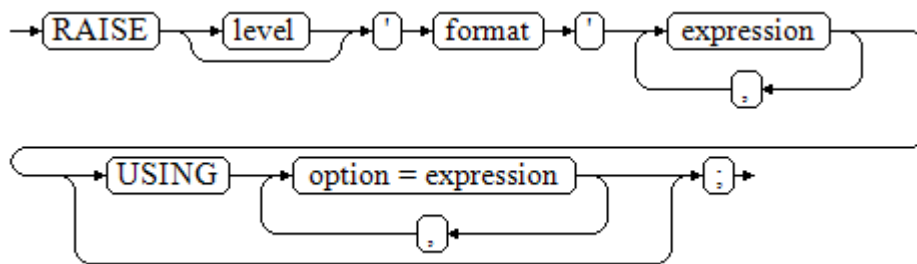 RAISE level ' format ' expression
,
USING option = expression ;
,